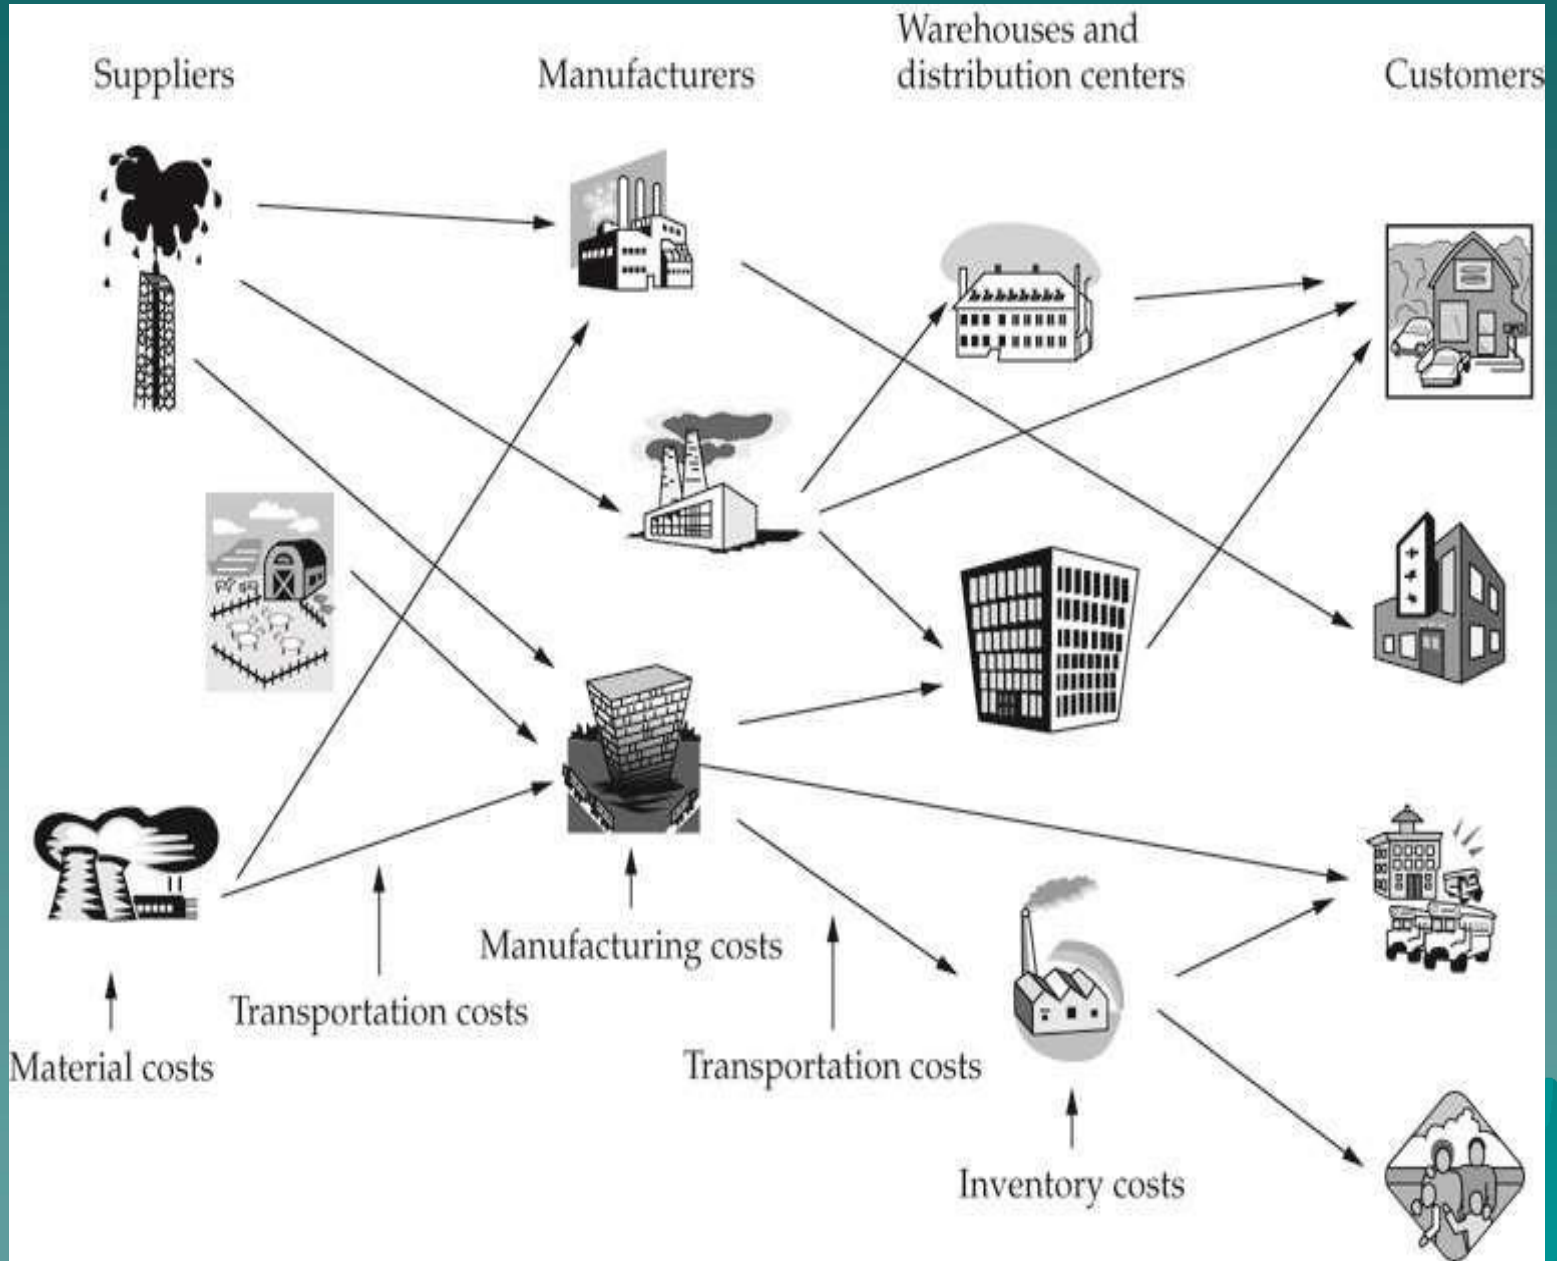 Suppliers
Manufacturers
Warehouses and
distribution centers
Customers
Manufacturing costs
Transportation costs
Material costs
Transportation costs
Inventory costs